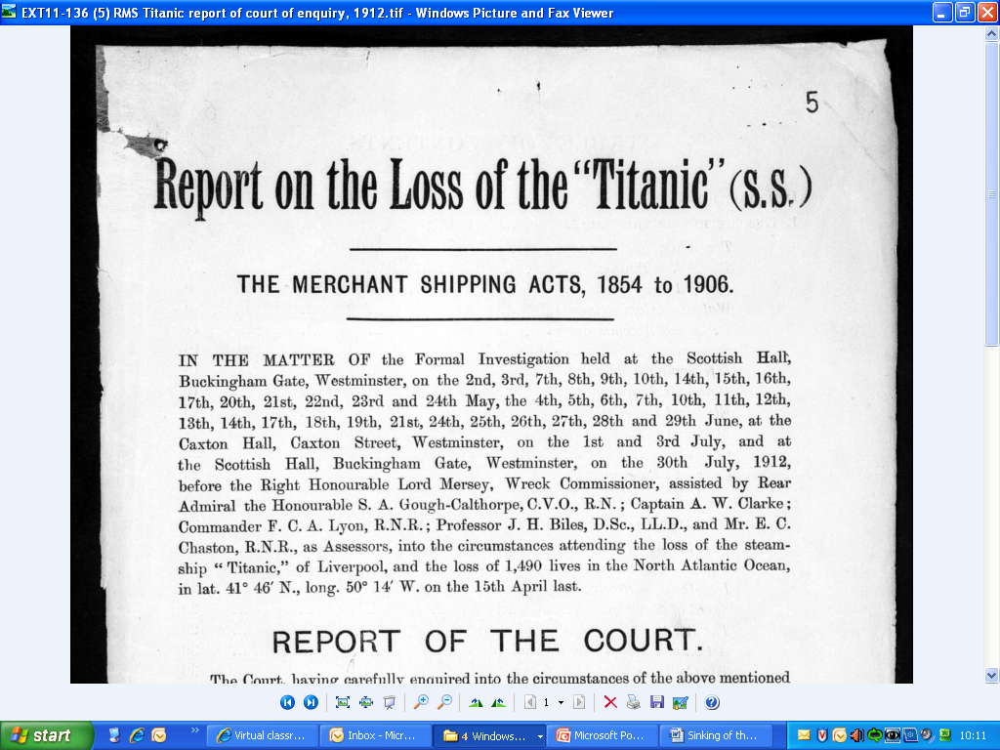 EXT11-136 (5) RMS Titanic report of court of enquiry, 1912.tif - Windows Picture and Fax Viewer
5
Report on the Loss of the "Titanic" (s.s.)
THE MERCHANT SHIPPING ACTS, 1854 to 1906.
IN THE MATTER OF the Formal Investigation held at the Scottish Hall,
Buckingham Gate, Westminster, on the 2nd, 3rd, 7th, 8th, 9th, 10th, 14th, 15th, 16th,
17th, 20th, 21st, 22nd, 23rd and 24th May, the 4th, 5th, 6th, 7th, 10th, 11th, 12th,
13th, 14th, 17th, 18th, 19th, 21st, 24th, 25th, 26th, 27th, 28th and 29th June, at the
Caxton Hall, Caxton Street, Westminster, on the 1st and 3rd July, and at
the Scottish Hall, Buckingham Gate, Westminster, on the 30th July, 1912,
before the Right Honourable Lord Mersey, Wreck Commissioner, assisted by Rear
Admiral the Honourable S. A. Gough-Calthorpe, C.V.O., R.N.; Captain A. W. Clarke;
Commander F. C. A. Lyon, R.N.R.; Professor J. H. Biles, D.Sc., LL.D., and Mr. E. C.
Chaston, R.N.R., as Assessors, into the circumstances attending the loss of the steam-
ship "Titanic," of Liverpool, and the loss of 1,490 lives in the North Atlantic Ocean,
in lat. 41° 46′ N., long. 50° 14′ W. on the 15th April last.
REPORT OF THE COURT.
The Court, having carefully enquired into the circumstances of the above mentioned
1
start
Virtual classr...
Inbox - Micr...
4 Windows...
Microsoft Po...
Sinking of th...
10:11